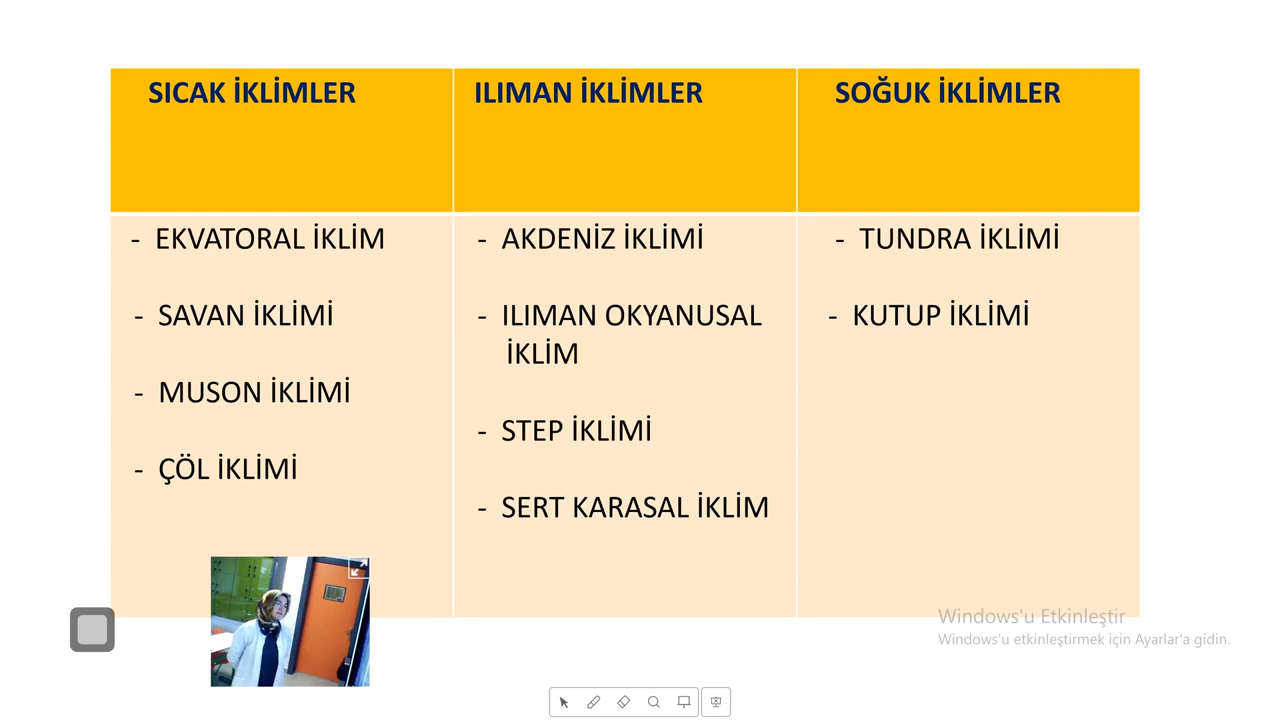 SICAK İKLİMLER
ILIMAN İKLİMLER
SOĞUK İKLİMLER
- EKVATORAL İKLİM
- SAVAN İKLİMİ
- MUSON İKLİMİ
- ÇÖL İKLİMİ
- AKDENİZ İKLİMİ
- ILIMAN OKYANUSAL
İKLİM
- STEP İKLİMİ
- SERT KARASAL İKLİM
- TUNDRA İKLİMİ
- KUTUP İKLİMİ
Windows'u Etkinleştir
Windows'u etkinleştirmek için Ayarlar'a gidin.